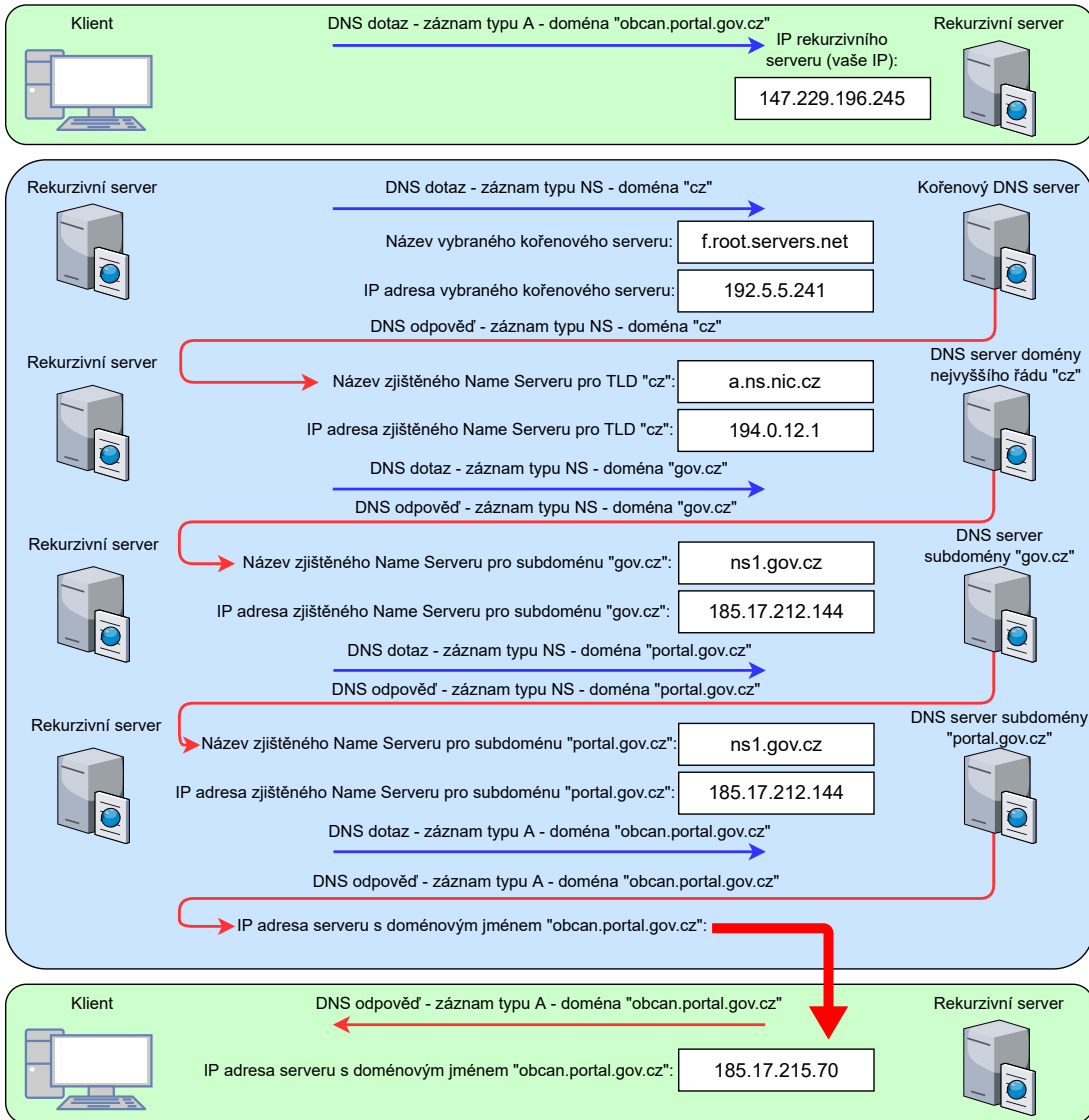 Klient
DNS dotaz - záznam typu A - doména "obcan.portal.gov.cz"
Rekurzivní server
IP rekurzivního
serveru (vaše IP):
147.229.196.245
Rekurzivní server
DNS dotaz - záznam typu NS - doména "cz"
Kořenový DNS server
Název vybraného kořenového serveru:
f.root.servers.net
IP adresa vybraného kořenového serveru:
192.5.5.241
DNS odpověď - záznam typu NS - doména "cz"
Rekurzivní server
DNS server domény
nejvyššího řádu "cz"
Název zjištěného Name Serveru pro TLD "cz":
a.ns.nic.cz
IP adresa zjištěného Name Serveru pro TLD "cz":
194.0.12.1
DNS dotaz - záznam typu NS - doména "gov.cz"
DNS odpověď - záznam typu NS - doména "gov.cz"
Rekurzivní server
DNS server
subdomény "gov.cz"
Název zjištěného Name Serveru pro subdoménu "gov.cz":
ns1.gov.cz
IP adresa zjištěného Name Serveru pro subdoménu "gov.cz":
185.17.212.144
DNS dotaz - záznam typu NS - doména "portal.gov.cz"
DNS odpověď - záznam typu NS - doména "portal.gov.cz"
Rekurzivní server
DNS server subdomény
"portal.gov.cz"
Název zjištěného Name Serveru pro subdoménu "portal.gov.cz":
ns1.gov.cz
IP adresa zjištěného Name Serveru pro subdoménu "portal.gov.cz":
185.17.212.144
DNS dotaz - záznam typu A - doména "obcan.portal.gov.cz"
DNS odpověď - záznam typu A - doména "obcan.portal.gov.cz"
IP adresa serveru s doménovým jménem "obcan.portal.gov.cz":
Klient
DNS odpověď - záznam typu A - doména "obcan.portal.gov.cz"
Rekurzivní server
IP adresa serveru s doménovým jménem "obcan.portal.gov.cz":
185.17.215.70